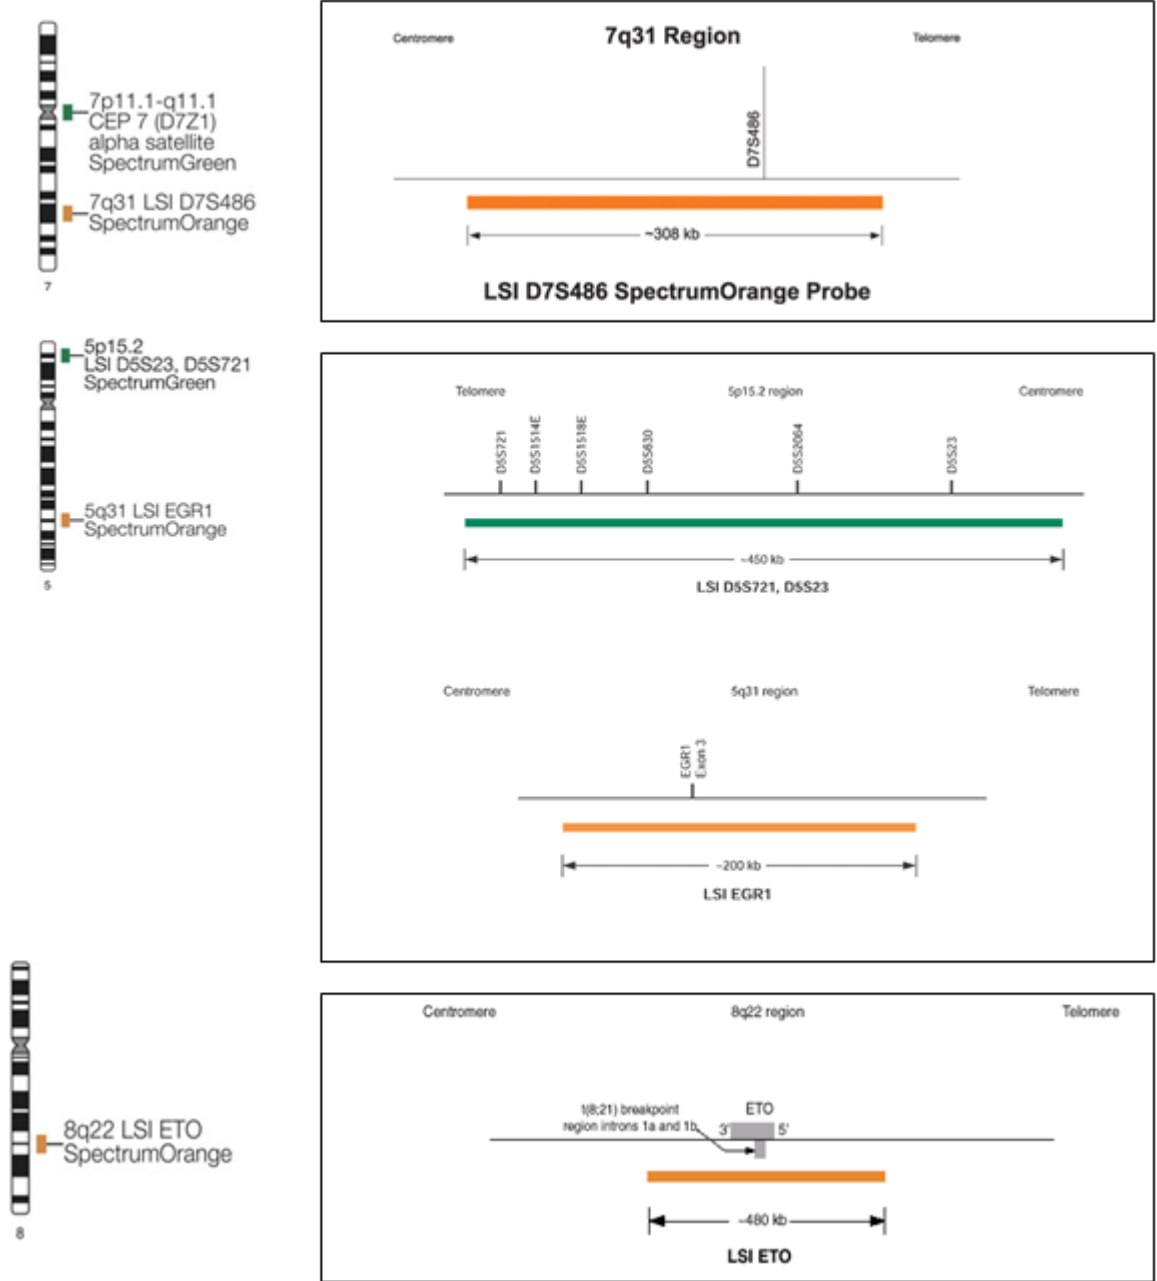 7p11.1-q11.1
CEP 7 (D7Z1)
alpha satellite
SpectrumGreen
7q31 LSI D7S486
SpectrumOrange
7
Centromere
7q31 Region
Telomere
D7S486
~308 kb
LSI D7S486 SpectrumOrange Probe
5p15.2
LSI D5S23, D5S721
SpectrumGreen
5q31 LSI EGR1
SpectrumOrange
5
Telomere
5p15.2 region
Centromere
D5S721
D5S1514E
D5S1518E
D5S630
D5S2064
D5S23
~450 kb
LSI D5S721, D5S23
Centromere
5q31 region
Telomere
EGR1
Exon 3
~200 kb
LSI EGR1
8q22 LSI ETO
SpectrumOrange
8
Centromere
8q22 region
Telomere
t(8;21) breakpoint
region introns 1a and 1b
ETO
3' 5'
~480 kb
LSI ETO